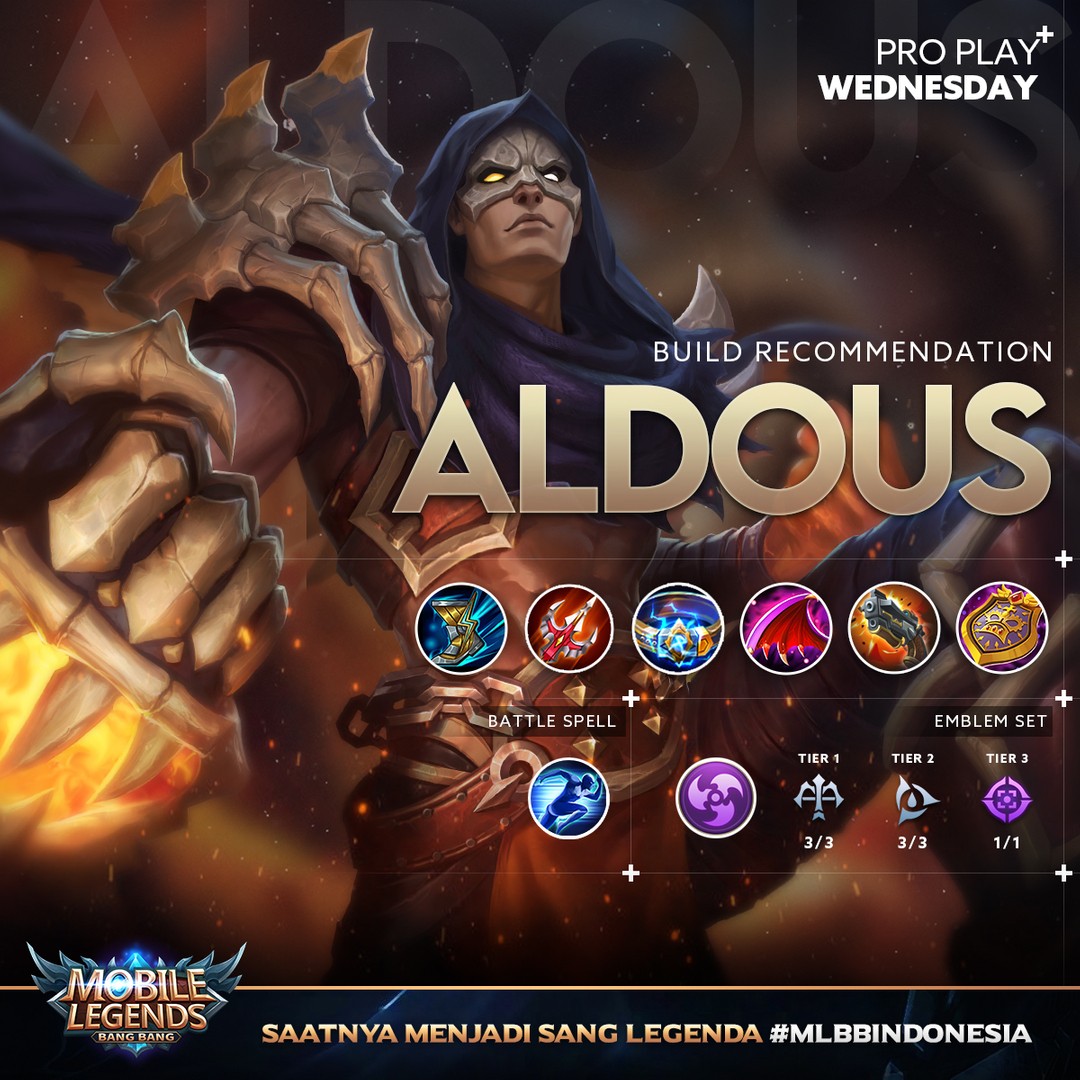 ALDOUS
PRO PLAY+
WEDNESDAY
BUILD RECOMMENDATION
ALDOUS
BATTLE SPELL
EMBLEM SET
TIER 1
TIER 2
TIER 3
3/3
3/3
1/1
MOBILE
LEGENDS
BANG BANG
SAATNYA MENJADI SANG LEGENDA #MLBBINDONESIA